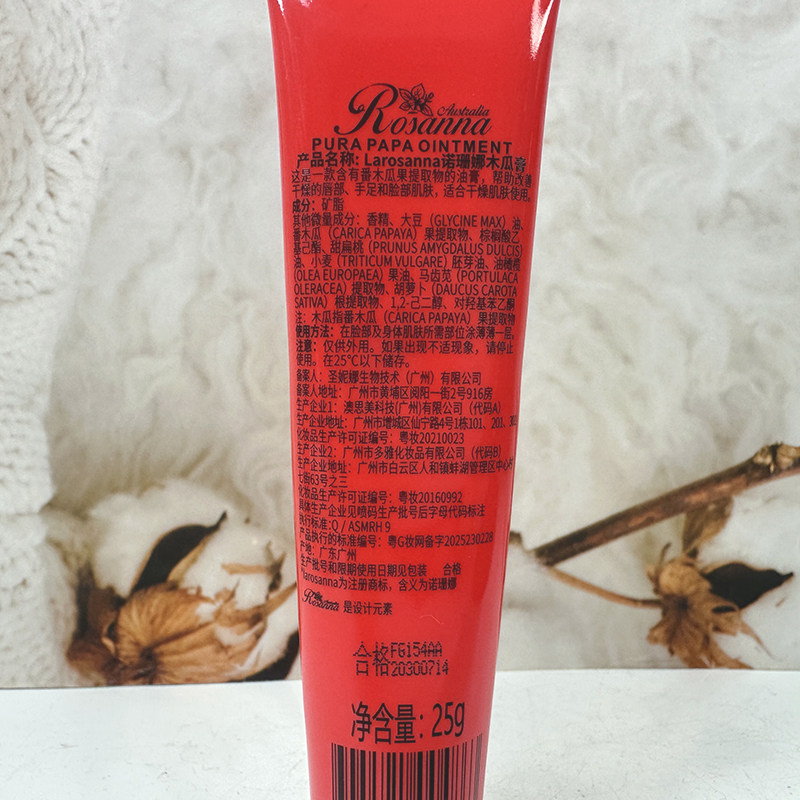 Rosanna Australia
PURA PAPA OINTMENT
产品名称: Larosanna诺珊娜木瓜膏
这是一款含有番木瓜果提取物的油膏，帮助改善
干燥的唇部、手足和脸部肌肤，适合干燥肌肤使用。
成分：矿脂
其他微量成分：香精、大豆（GLYCINE MAX）油、
番木瓜（CARICA PAPAYA）果提取物、棕榈酸乙
基己酯、甜扁桃（PRUNUS AMYGDALUS DULCIS）
油、小麦（TRITICUM VULGARE）胚芽油、油橄榄
（OLEA EUROPAEA）果油、马齿苋（PORTULACA
OLERACEA）提取物、胡萝卜（DAUCUS CAROTA
SATIVA）根提取物、1,2-己二醇、对羟基苯乙酮
注：木瓜指番木瓜（CARICA PAPAYA）果提取物
使用方法：在脸部及身体肌肤所需部位涂薄薄一层。
注意：仅供外用。如果出现不适现象，请停止
使用。在25℃以下储存。
备案人：圣妮娜生物技术（广州）有限公司
备案人地址：广州市黄埔区阅阳一街2号916房
生产企业1：澳思美科技(广州)有限公司（代码A）
生产企业地址：广州市增城区仙宁路4号1栋101、201、301
化妆品生产许可证编号：粤妆20210023
生产企业2：广州市多雅化妆品有限公司（代码B）
生产企业地址：广州市白云区人和镇蚌湖管理区中心村
七街63号之三
化妆品生产许可证编号：粤妆20160992
具体生产企业见喷码生产批号后字母代码标注
执行标准:Q / ASMRH 9
产品执行的标准编号：粤G妆网备字2025230228
产地：广东广州
生产批号和限期使用日期见包装 合格
"larosanna为注册商标，含义为诺珊娜
Rosanna 是设计元素
合格FG154AA
合格20300714
净含量: 25g